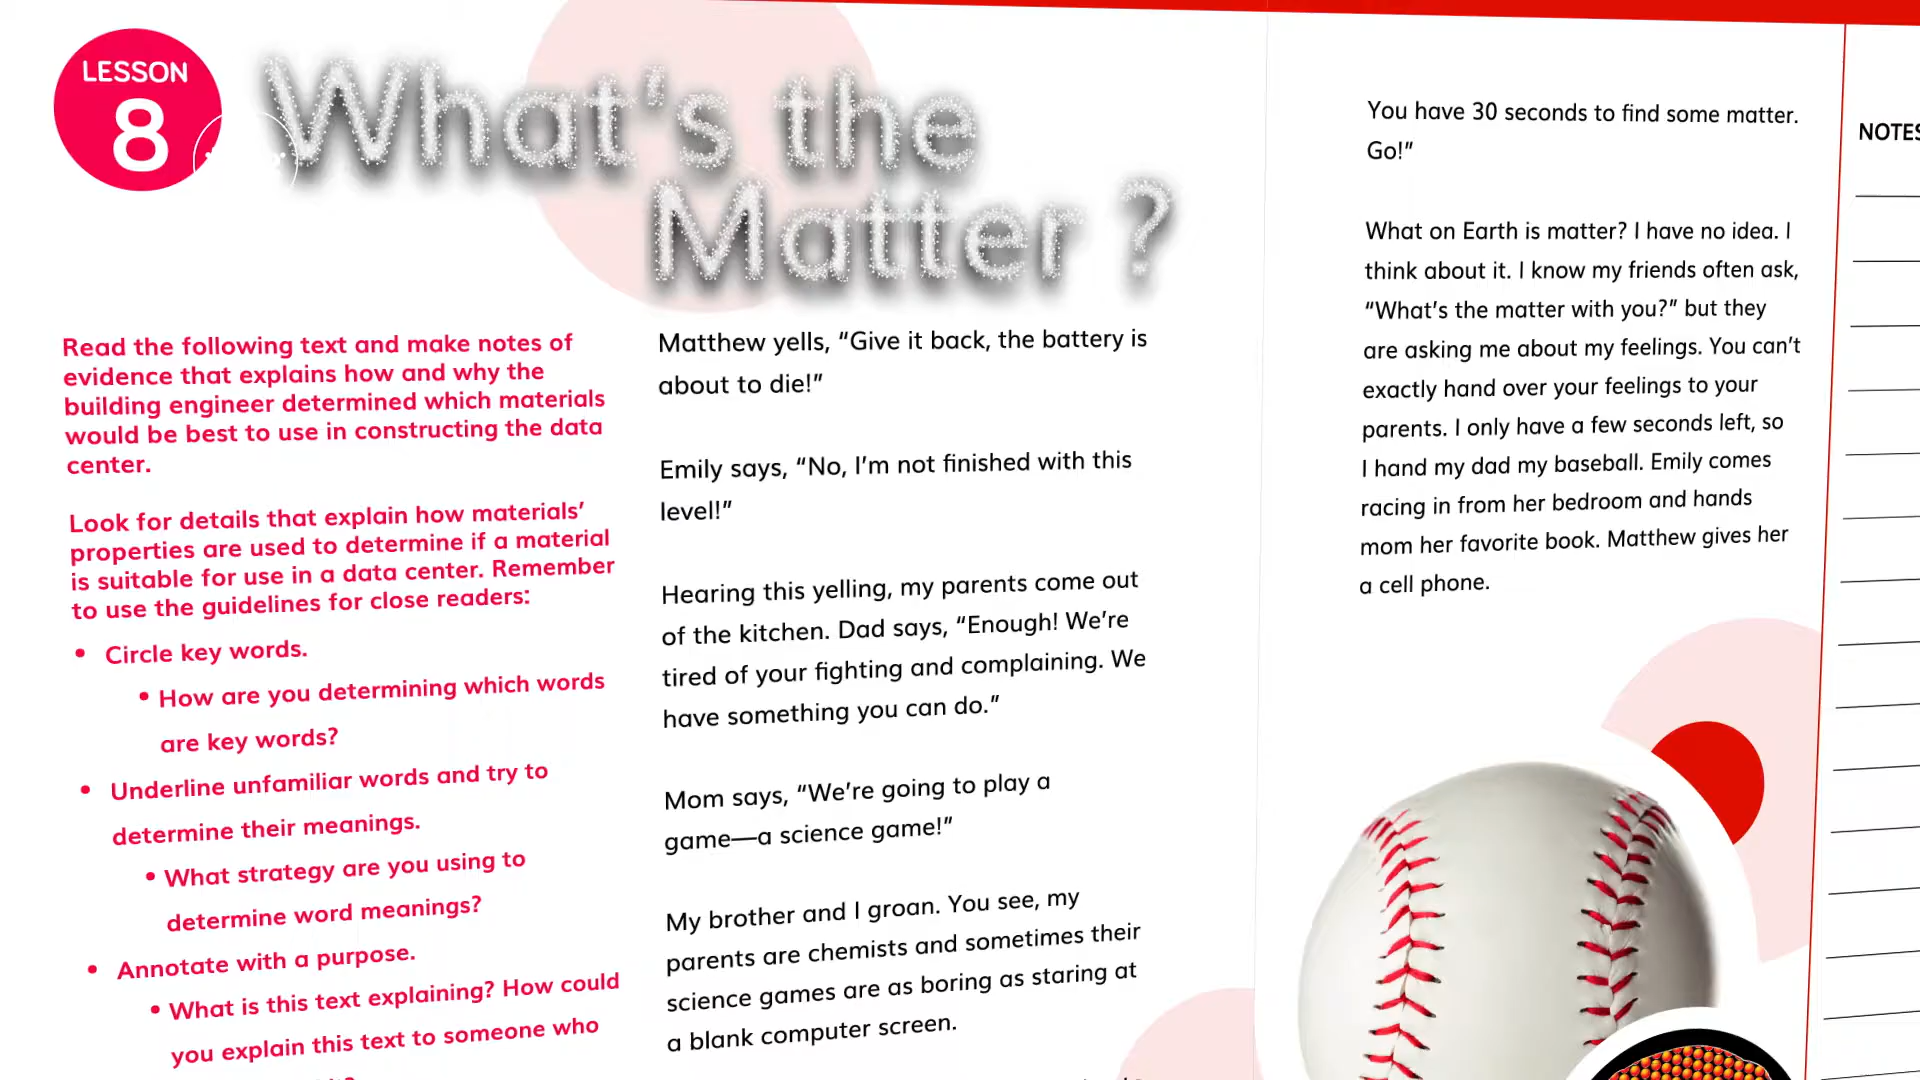 LESSON
8
What's the
Matter ?
Read the following text and make notes of
evidence that explains how and why the
building engineer determined which materials
would be best to use in constructing the data
center.
Look for details that explain how materials’
properties are used to determine if a material
is suitable for use in a data center. Remember
to use the guidelines for close readers:
• Circle key words.
• How are you determining which words
are key words?
• Underline unfamiliar words and try to
determine their meanings.
• What strategy are you using to
determine word meanings?
• Annotate with a purpose.
• What is this text explaining? How could
you explain this text to someone who
Matthew yells, “Give it back, the battery is
about to die!”
Emily says, “No, I’m not finished with this
level!”
Hearing this yelling, my parents come out
of the kitchen. Dad says, “Enough! We’re
tired of your fighting and complaining. We
have something you can do.”
Mom says, “We’re going to play a
game—a science game!”
My brother and I groan. You see, my
parents are chemists and sometimes their
science games are as boring as staring at
a blank computer screen.
You have 30 seconds to find some matter.
Go!”
What on Earth is matter? I have no idea. I
think about it. I know my friends often ask,
“What’s the matter with you?” but they
are asking me about my feelings. You can’t
exactly hand over your feelings to your
parents. I only have a few seconds left, so
I hand my dad my baseball. Emily comes
racing in from her bedroom and hands
mom her favorite book. Matthew gives her
a cell phone.
NOTES